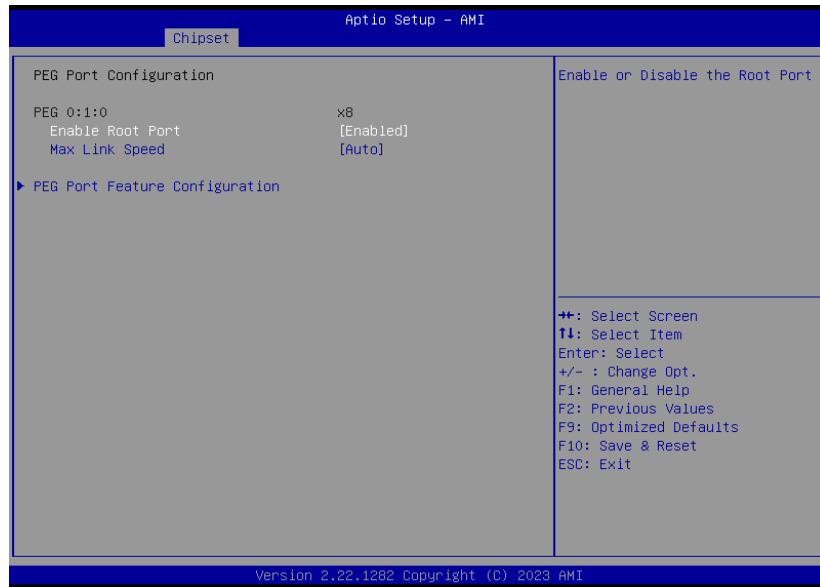 Aptio Setup – AMI
Chipset
PEG Port Configuration
PEG 0:1:0 x8
Enable Root Port [Enabled]
Max Link Speed [Auto]
▶ PEG Port Feature Configuration
Enable or Disable the Root Port
→←: Select Screen
↑↓: Select Item
Enter: Select
+/- : Change Opt.
F1: General Help
F2: Previous Values
F9: Optimized Defaults
F10: Save & Reset
ESC: Exit
Version 2.22.1282 Copyright (C) 2023 AMI